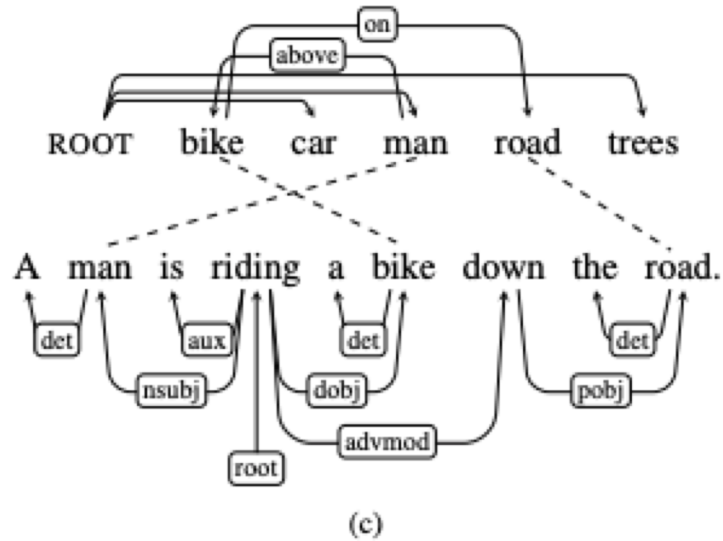 on
above
ROOT bike car man road trees
A man is riding a bike down the road.
det aux det det
nsubj dobj pobj
advmod
root
(c)